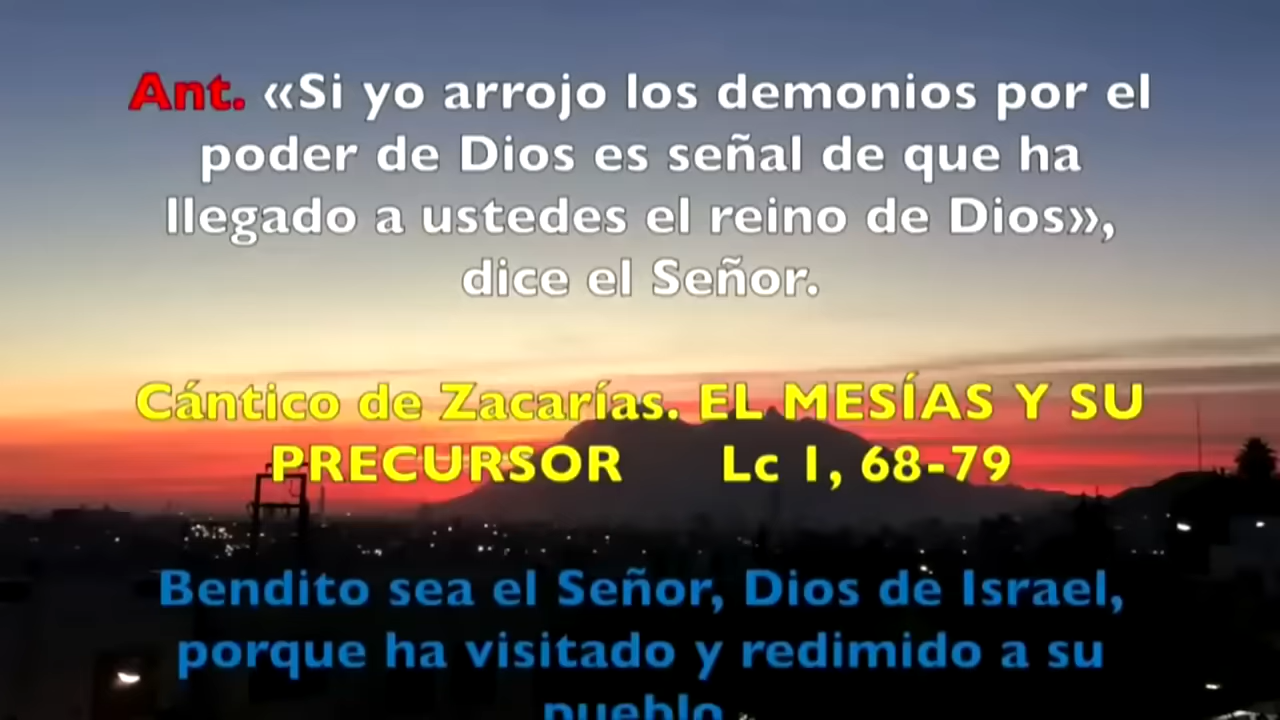 Ant. «Si yo arrojo los demonios por el
poder de Dios es señal de que ha
llegado a ustedes el reino de Dios»,
dice el Señor.
Cántico de Zacarías. EL MESÍAS Y SU
PRECURSOR Lc 1, 68-79
Bendito sea el Señor, Dios de Israel,
porque ha visitado y redimido a su
pueblo